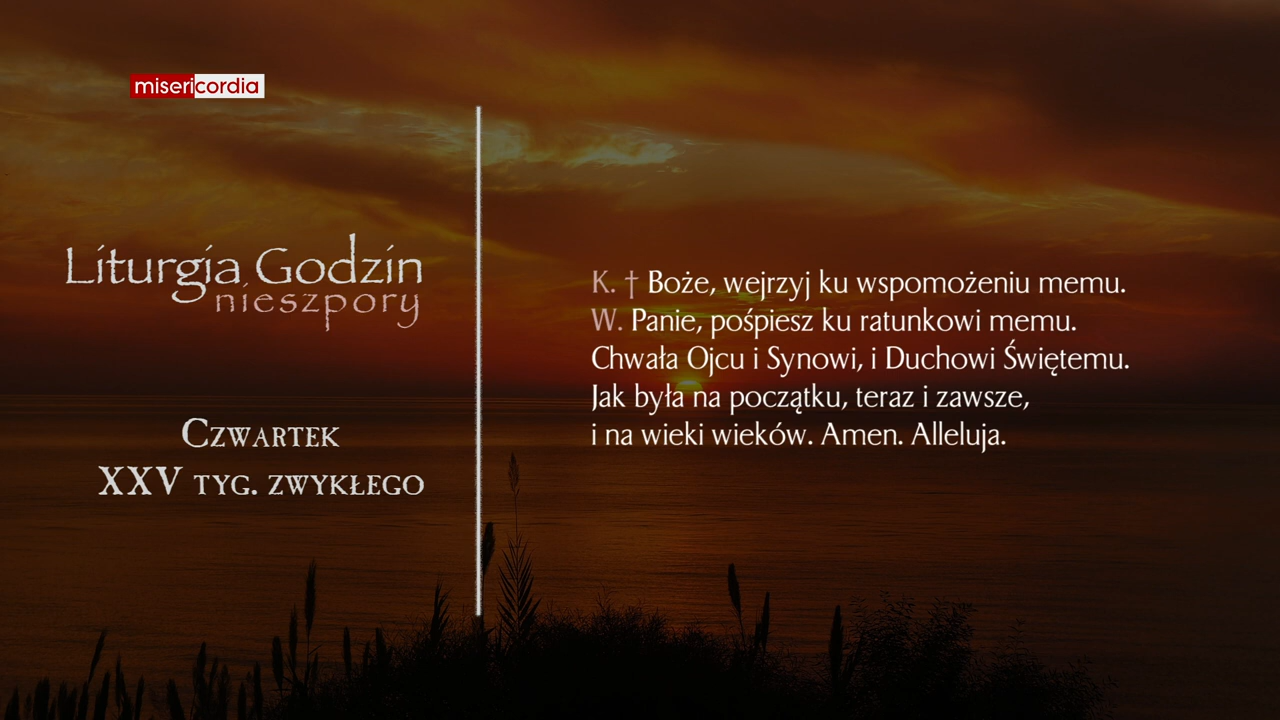 misericordia
Liturgia Godzin
nieszpory
Czwartek
XXV tyg. zwykłego
K. † Boże, wejrzyj ku wspomożeniu memu.
W. Panie, pośpiesz ku ratunkowi memu.
Chwała Ojcu i Synowi, i Duchowi Świętemu.
Jak była na początku, teraz i zawsze,
i na wieki wieków. Amen. Alleluja.